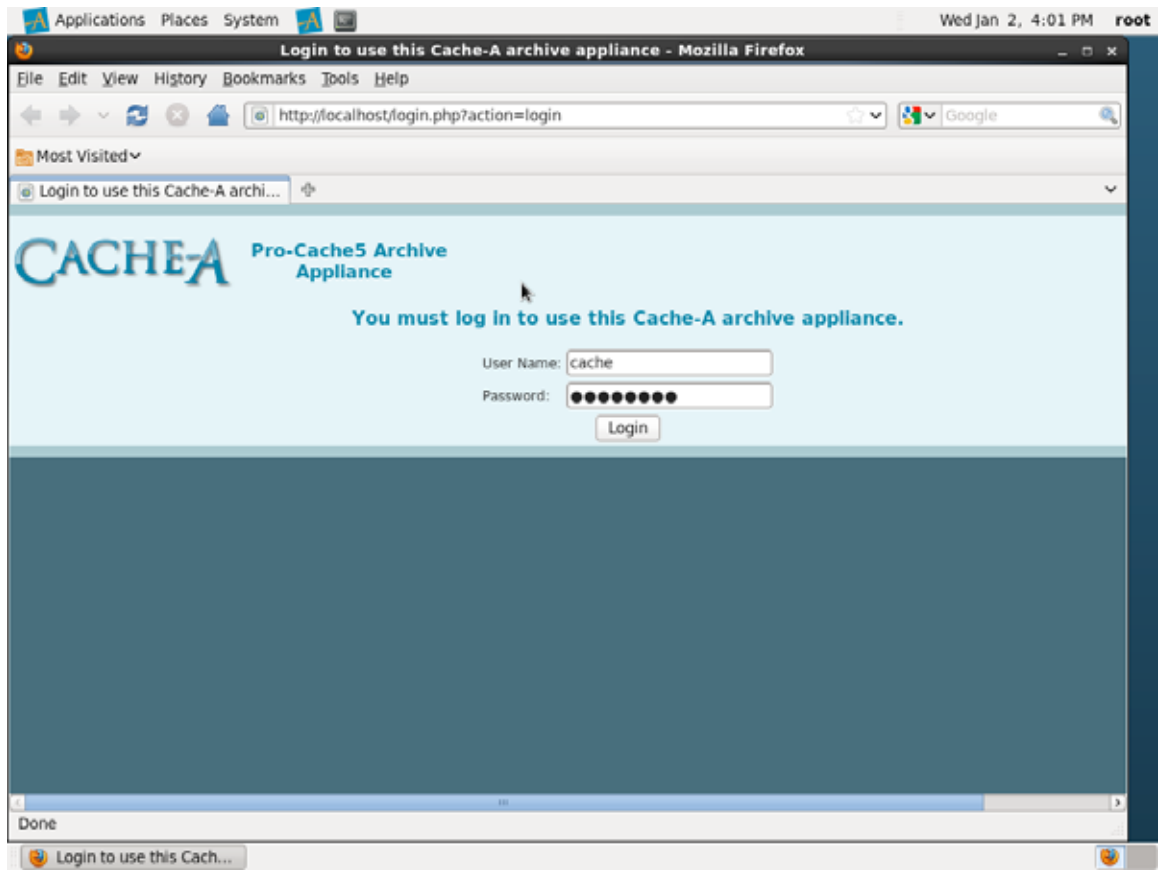 Applications Places System Wed Jan 2, 4:01 PM root
Login to use this Cache-A archive appliance - Mozilla Firefox
File Edit View History Bookmarks Tools Help
http://localhost/login.php?action=login Google
Most Visited
Login to use this Cache-A archi...
CACHE-A
Pro-Cache5 Archive
Appliance
You must log in to use this Cache-A archive appliance.
User Name: cache
Password: ●●●●●●●●
Login
Done
Login to use this Cach...